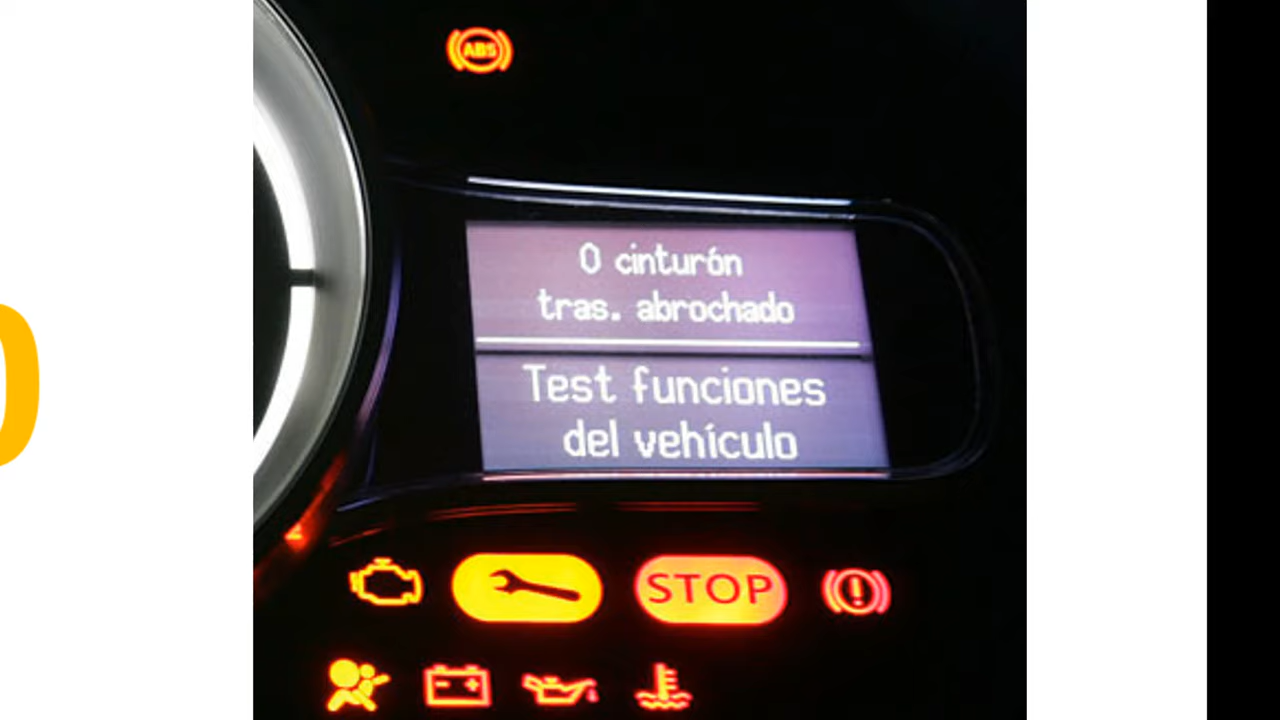 ABS
0 cinturón
tras. abrochado
Test funciones
del vehículo
STOP